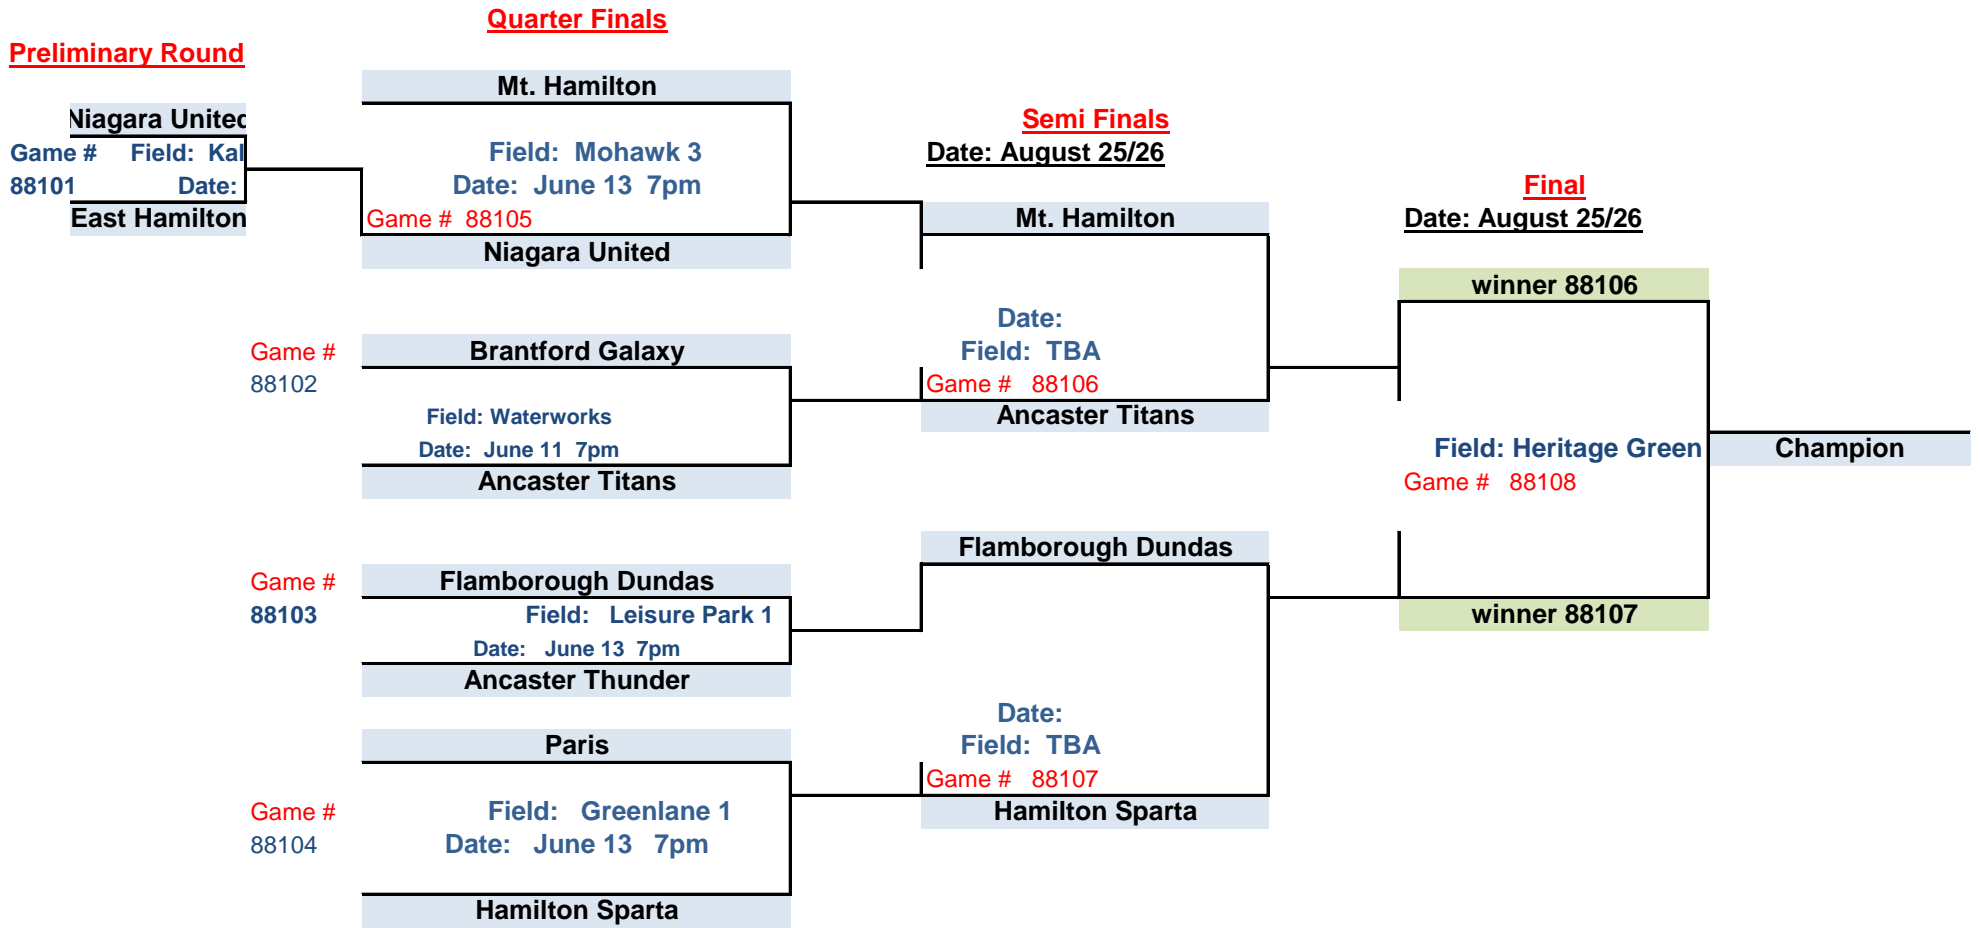 Quarter Finals
Preliminary Round
Mt. Hamilton
Niagara United
Semi Finals
Game # Field: Kal
Field: Mohawk 3
Date: August 25/26
88101 Date:
Date: June 13 7pm
Final
East Hamilton
Game # 88105
Mt. Hamilton
Date: August 25/26
Niagara United
winner 88106
Date:
Game #
Brantford Galaxy
Field: TBA
88102
Game # 88106
Field: Waterworks
Ancaster Titans
Date: June 11 7pm
Field: Heritage Green
Champion
Ancaster Titans
Game # 88108
Flamborough Dundas
Game #
Flamborough Dundas
88103
Field: Leisure Park 1
winner 88107
Date: June 13 7pm
Ancaster Thunder
Date:
Paris
Field: TBA
Game # 88107
Game #
Field: Greenlane 1
Hamilton Sparta
88104
Date: June 13 7pm
Hamilton Sparta